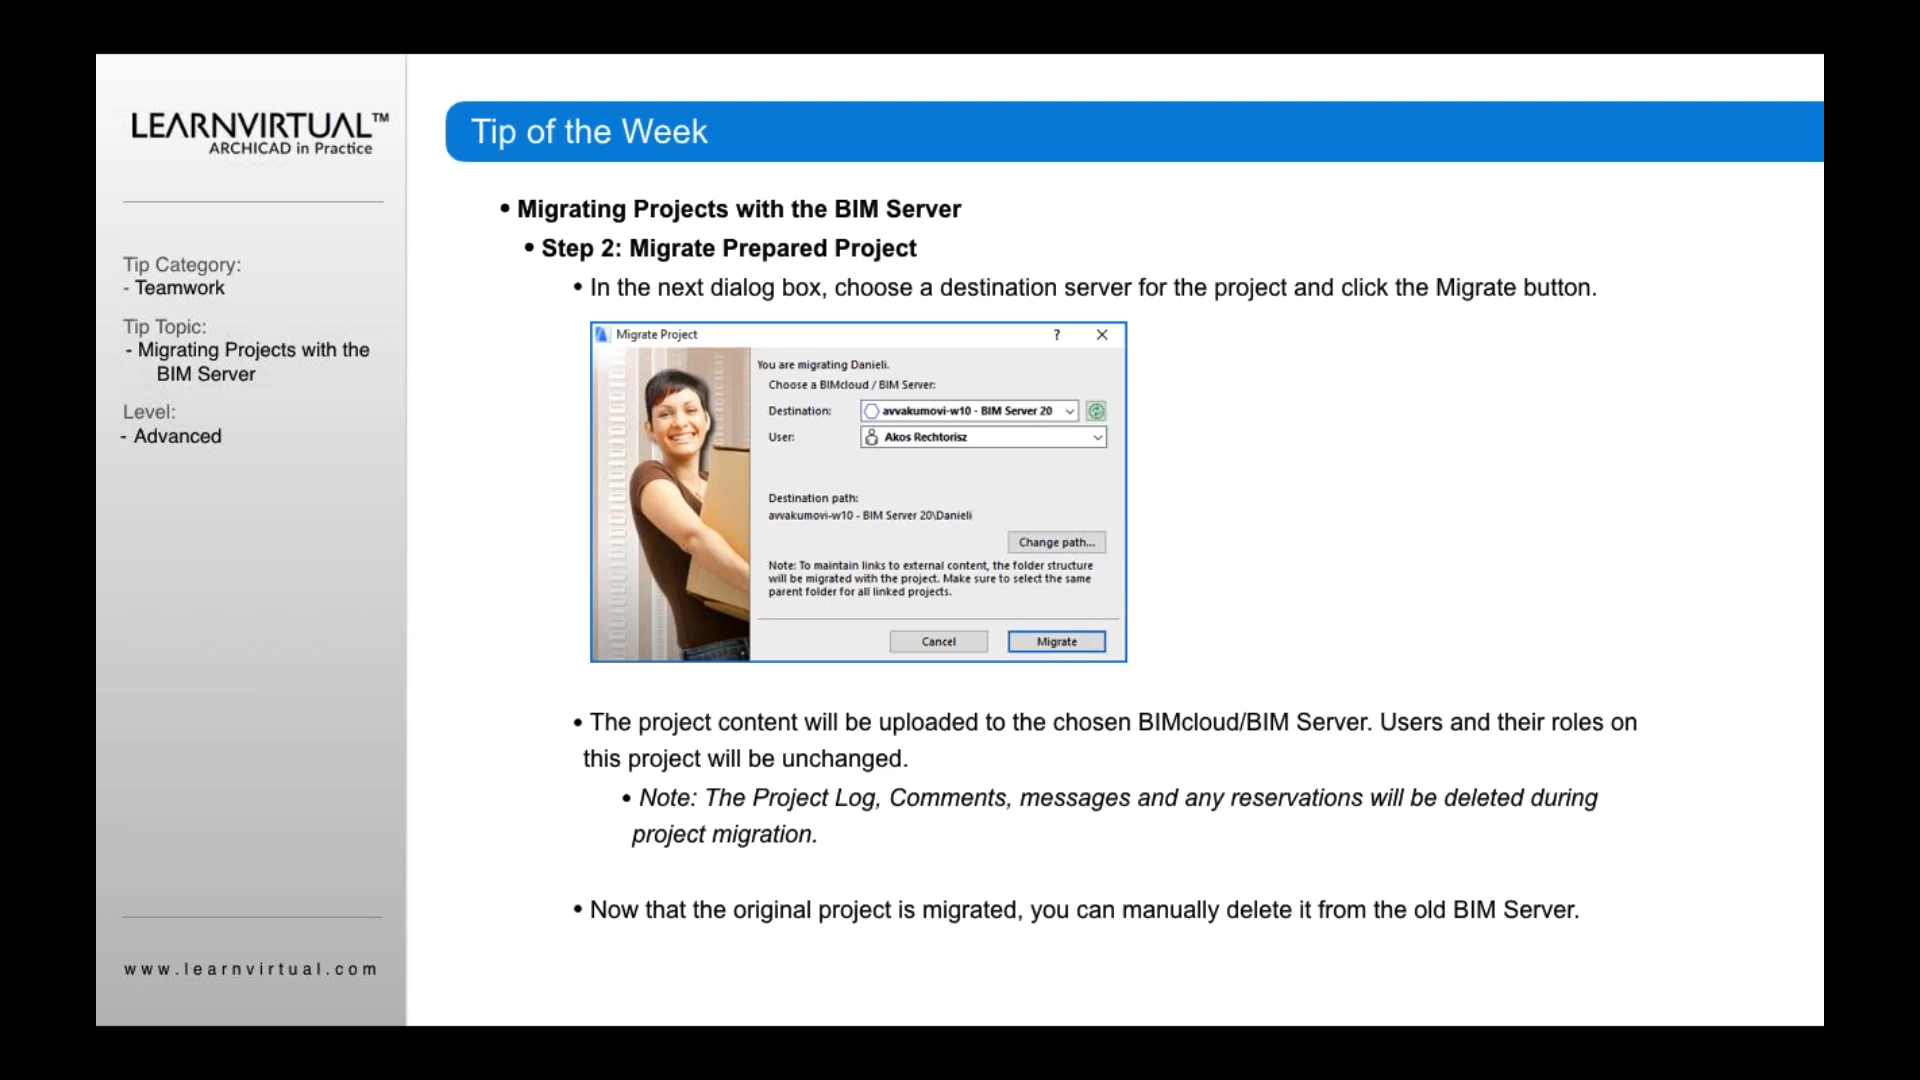 LEARNVIRTUAL™
ARCHICAD in Practice
Tip Category:
- Teamwork
Tip Topic:
- Migrating Projects with the
BIM Server
Level:
- Advanced
www.learnvirtual.com
Tip of the Week
• Migrating Projects with the BIM Server
• Step 2: Migrate Prepared Project
• In the next dialog box, choose a destination server for the project and click the Migrate button.
Migrate Project ?
You are migrating Danieli.
Choose a BIMcloud / BIM Server:
Destination: avvakumovi-w10 - BIM Server 20
User: Akos Rechtorisz
Destination path:
avvakumovi-w10 - BIM Server 20\Danieli
Change path...
Note: To maintain links to external content, the folder structure
will be migrated with the project. Make sure to select the same
parent folder for all linked projects.
Cancel Migrate
• The project content will be uploaded to the chosen BIMcloud/BIM Server. Users and their roles on
this project will be unchanged.
• Note: The Project Log, Comments, messages and any reservations will be deleted during
project migration.
• Now that the original project is migrated, you can manually delete it from the old BIM Server.